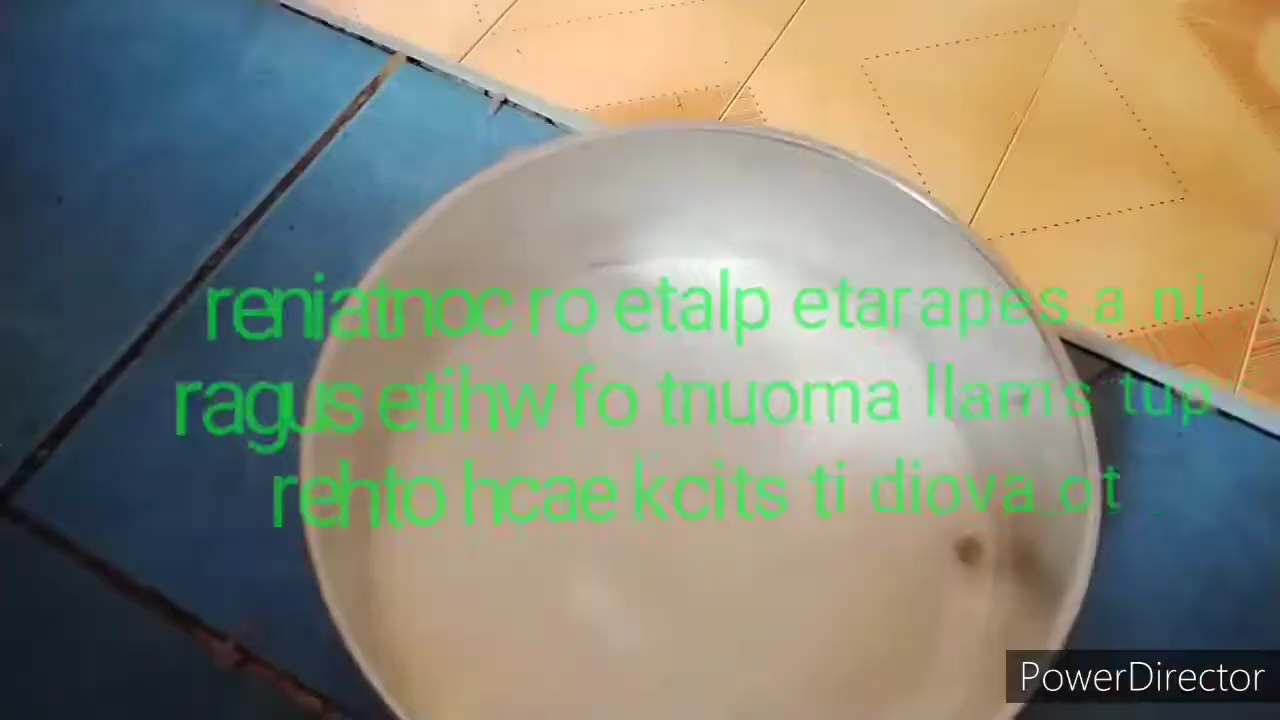 reniatnoc ro etalp etarapes a ni
ragus etihw fo tnuoma llams tup
rehto hcae kcits ti diova ot
PowerDirector